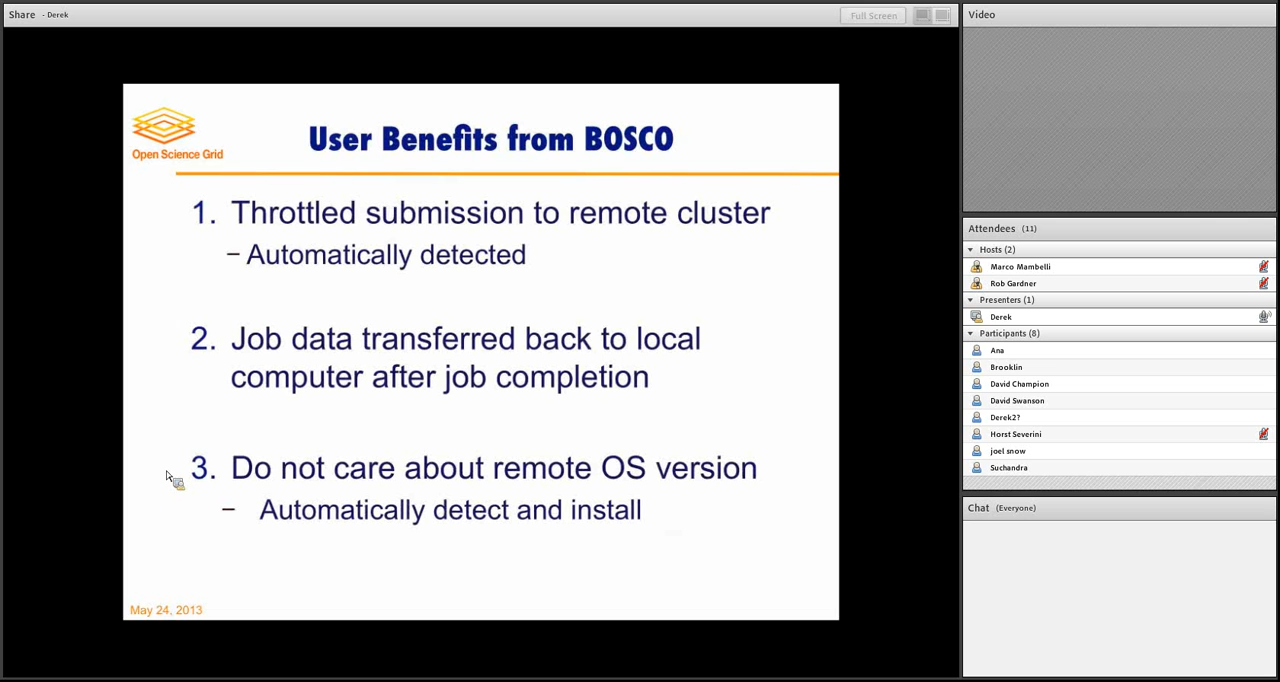 Share - Derek
Full Screen
Open Science Grid
User Benefits from BOSCO
1. Throttled submission to remote cluster
– Automatically detected
2. Job data transferred back to local
computer after job completion
3. Do not care about remote OS version
– Automatically detect and install
May 24, 2013
Video
Attendees (11)
Hosts (2)
Marco Mambelli
Rob Gardner
Presenters (1)
Derek
Participants (8)
Ana
Brooklin
David Champion
David Swanson
Derek2?
Horst Severini
joel snow
Suchandra
Chat (Everyone)